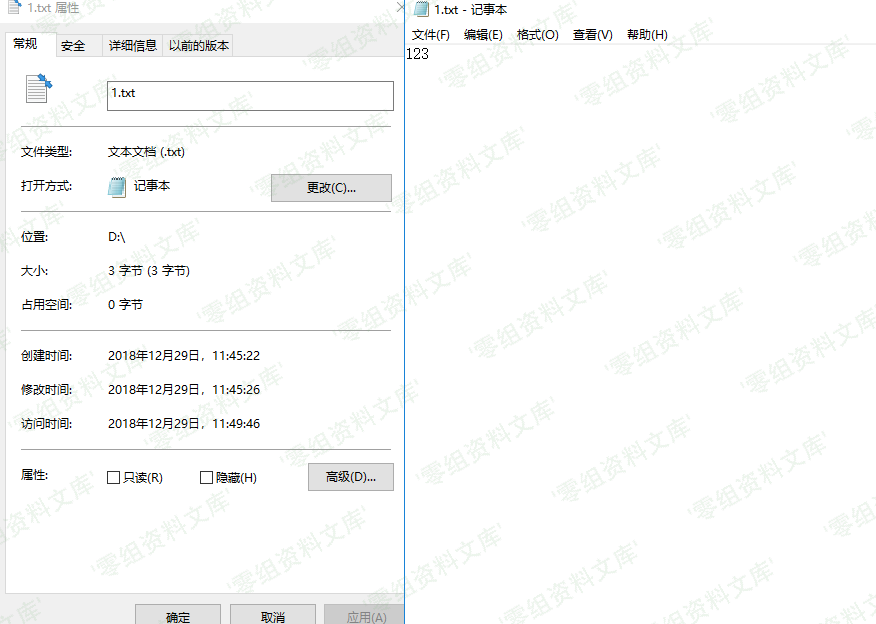 1.txt 属性
常规 安全 详细信息 以前的版本
1.txt
文件类型: 文本文档 (.txt)
打开方式: 记事本 更改(C)...
位置: D:\
大小: 3 字节 (3 字节)
占用空间: 0 字节
创建时间: 2018年12月29日，11:45:22
修改时间: 2018年12月29日，11:45:26
访问时间: 2018年12月29日，11:49:46
属性: 只读(R) 隐藏(H) 高级(D)...
确定 取消 应用(A)
1.txt - 记事本
文件(F) 编辑(E) 格式(O) 查看(V) 帮助(H)
123
'零组资料文库'